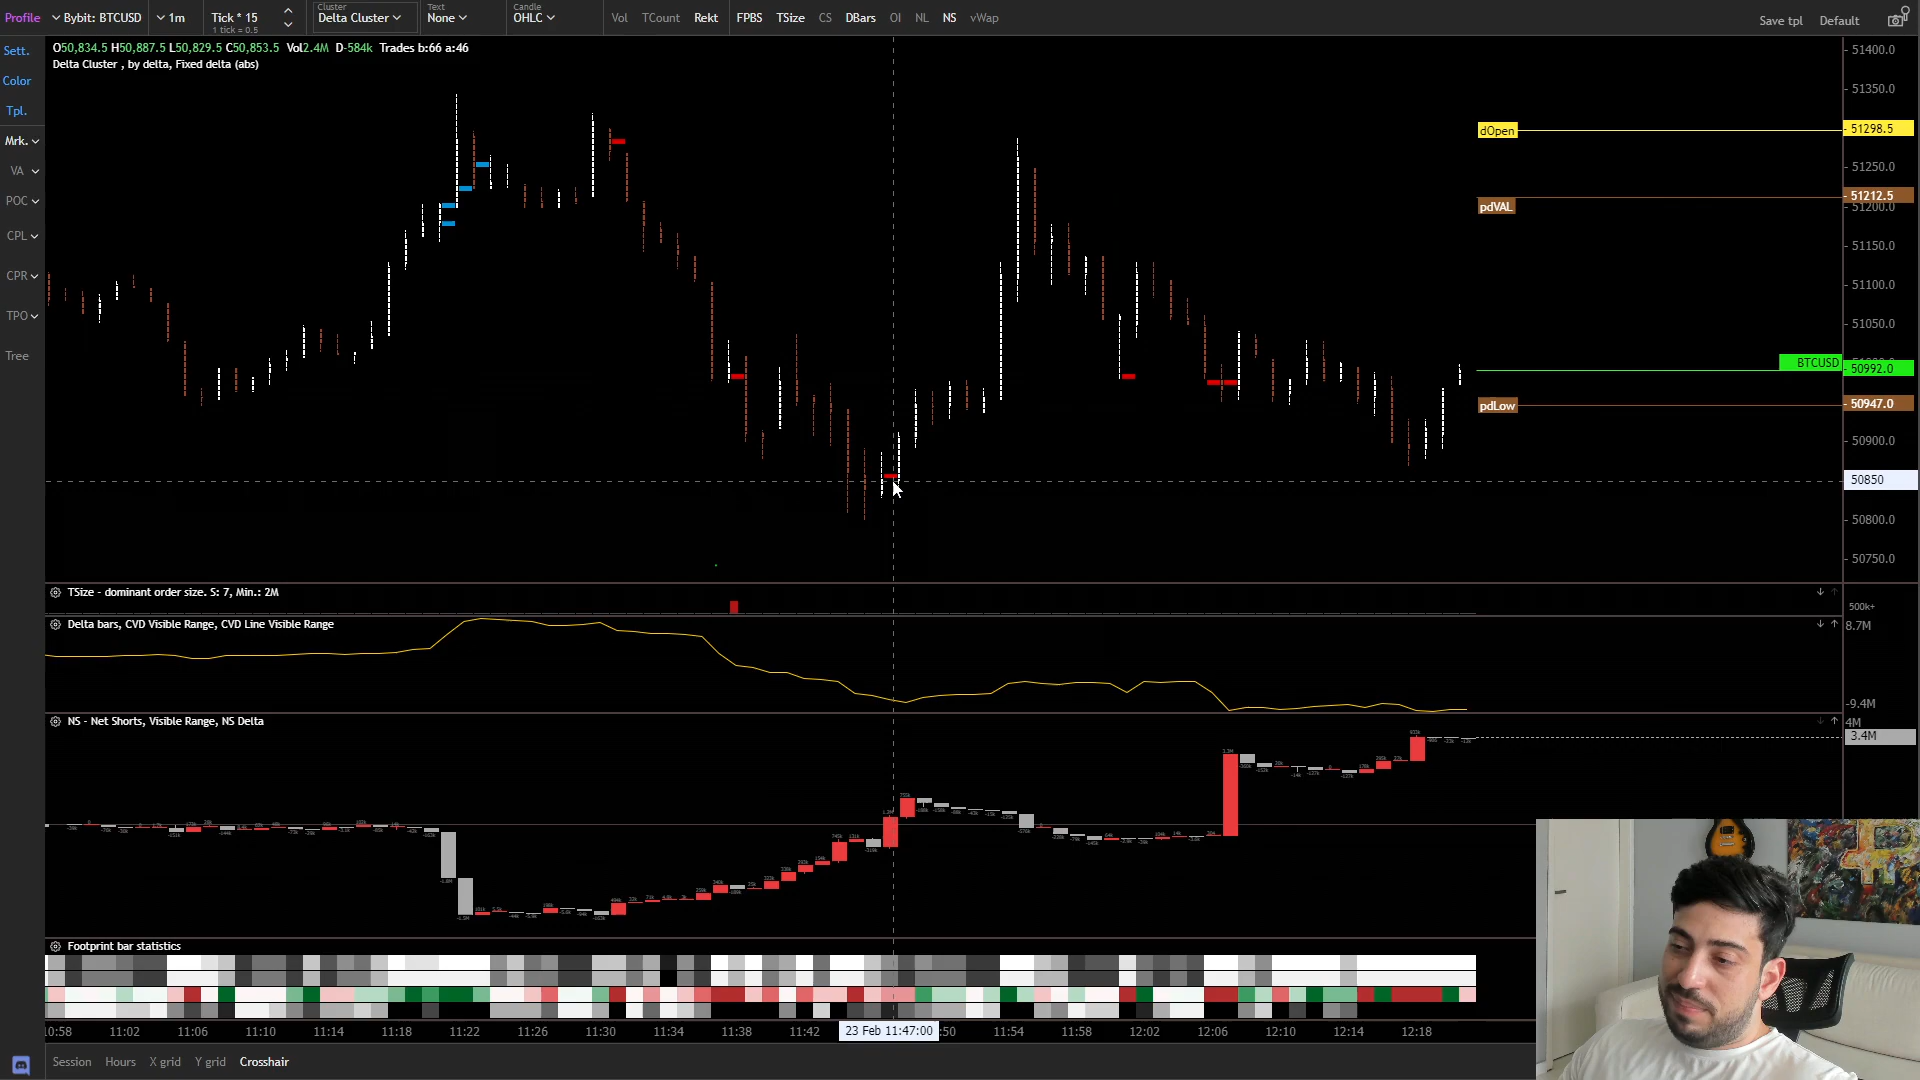 Profile
Bybit: BTCUSD
1m
Tick * 15
1 tick = 0.5
Cluster
Delta Cluster
Text
None
Candle
OHLC
Vol
TCount
Rekt
FPBS
TSize
CS
DBars
OI
NL
NS
vWap
Save tpl
Default
Sett.
Color
Tpl.
Mrk.
VA
POC
CPL
CPR
TPO
Tree
O50,834.5 H50,887.5 L50,829.5 C50,853.5 Vol2.4M D-584k Trades b:66 a:46
Delta Cluster , by delta, Fixed delta (abs)
51400.0
51350.0
dOpen
51298.5
51250.0
51212.5
pdVAL
51200.0
51150.0
51100.0
51050.0
BTCUSD
50992.0
pdLow
50947.0
50900.0
50850
50800.0
50750.0
TSize - dominant order size. S: 7, Min.: 2M
500k+
Delta bars, CVD Visible Range, CVD Line Visible Range
8.7M
-9.4M
NS - Net Shorts, Visible Range, NS Delta
4M
3.4M
Footprint bar statistics
10:58 11:02 11:06 11:10 11:14 11:18 11:22 11:26 11:30 11:34 11:38 11:42 23 Feb 11:47:00 :50 11:54 11:58 12:02 12:06 12:10 12:14 12:18
Session
Hours
X grid
Y grid
Crosshair